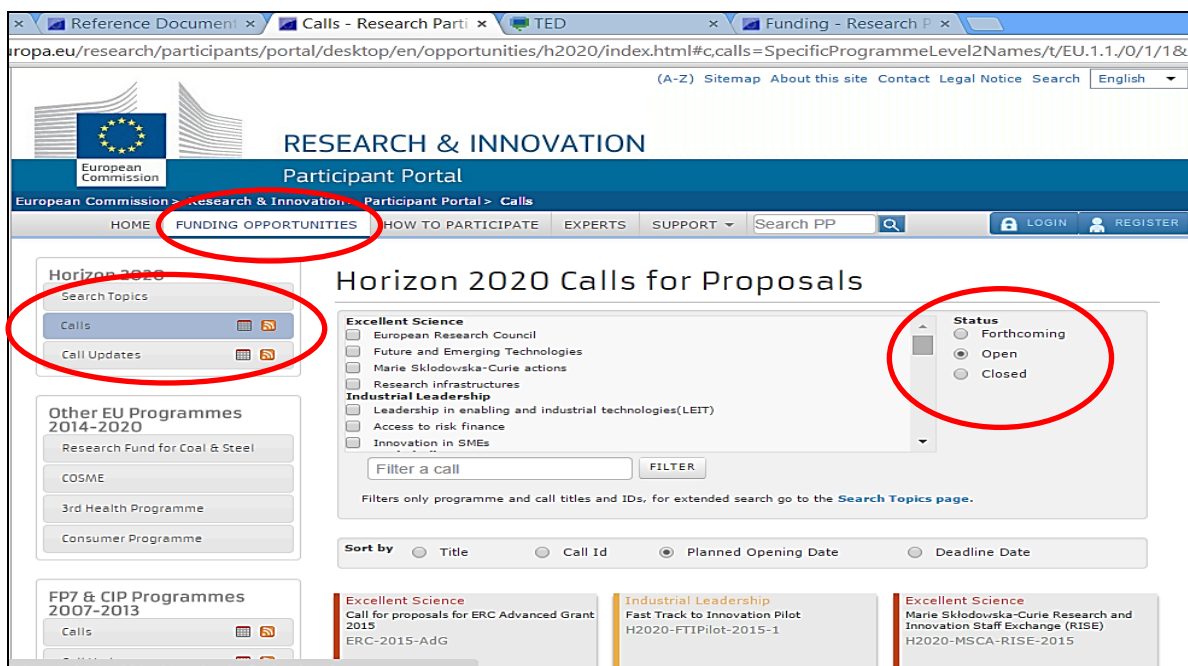 Reference Document
Calls - Research Parti
TED
Funding - Research P
ropa.eu/research/participants/portal/desktop/en/opportunities/h2020/index.html#c,calls=SpecificProgrammeLevel2Names/t/EU.1.1./0/1/1&
(A-Z) Sitemap About this site Contact Legal Notice Search English
European
Commission
RESEARCH & INNOVATION
Participant Portal
European Commission > Research & Innovation > Participant Portal > Calls
HOME FUNDING OPPORTUNITIES HOW TO PARTICIPATE EXPERTS SUPPORT Search PP LOGIN REGISTER
Horizon 2020
Search Topics
Calls
Call Updates
Other EU Programmes
2014-2020
Research Fund for Coal & Steel
COSME
3rd Health Programme
Consumer Programme
FP7 & CIP Programmes
2007-2013
Calls
Horizon 2020 Calls for Proposals
Excellent Science
European Research Council
Future and Emerging Technologies
Marie Sklodowska-Curie actions
Research infrastructures
Industrial Leadership
Leadership in enabling and industrial technologies(LEIT)
Access to risk finance
Innovation in SMEs
Status
Forthcoming
Open
Closed
Filter a call FILTER
Filters only programme and call titles and IDs, for extended search go to the Search Topics page.
Sort by Title Call Id Planned Opening Date Deadline Date
Excellent Science
Call for proposals for ERC Advanced Grant
2015
ERC-2015-AdG
Industrial Leadership
Fast Track to Innovation Pilot
H2020-FTIPilot-2015-1
Excellent Science
Marie Sklodowska-Curie Research and
Innovation Staff Exchange (RISE)
H2020-MSCA-RISE-2015